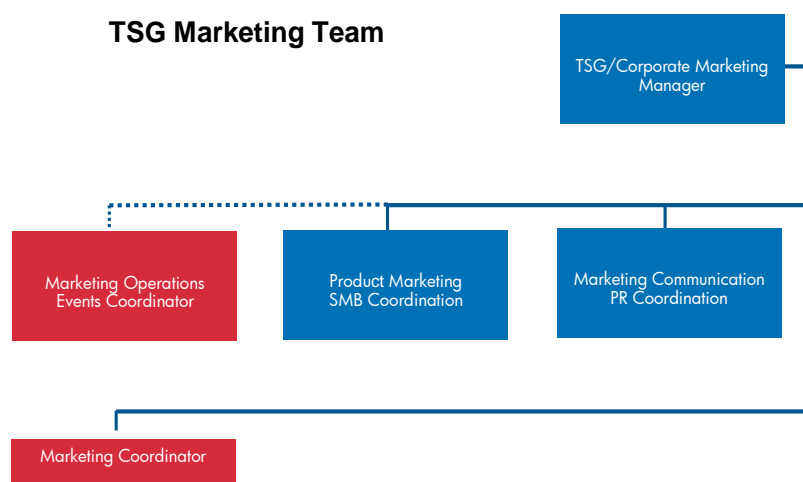 TSG Marketing Team
TSG/Corporate Marketing
Manager
Marketing Operations
Events Coordinator
Product Marketing
SMB Coordination
Marketing Communication
PR Coordination
Marketing Coordinator